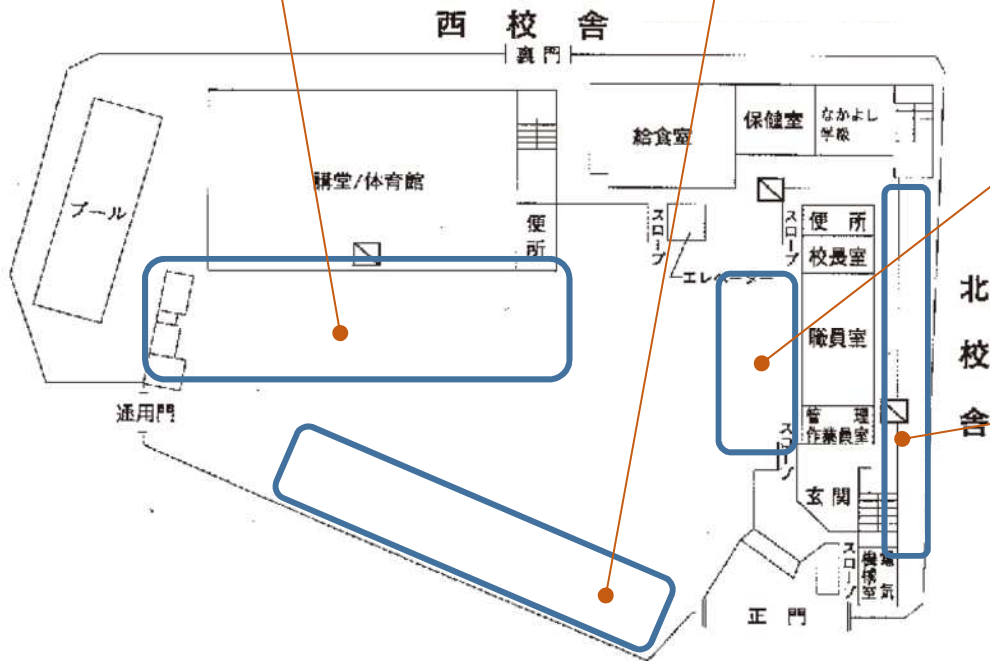 西校舎
裏門
講堂/体育館
便所
プール
給食室
保健室
なかよし
学級
スロープ
エレベーター
スロープ
便所
校長室
職員室
管理
作業員室
スロープ
玄関
スロープ
電気
機械室
通用門
正門
北校舎